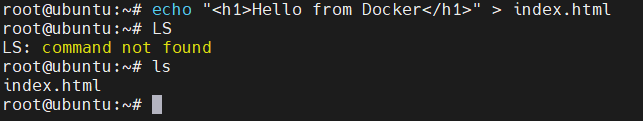 root@ubuntu:~# echo "<h1>Hello from Docker</h1>" > index.html
root@ubuntu:~# LS
LS: command not found
root@ubuntu:~# ls
index.html
root@ubuntu:~#